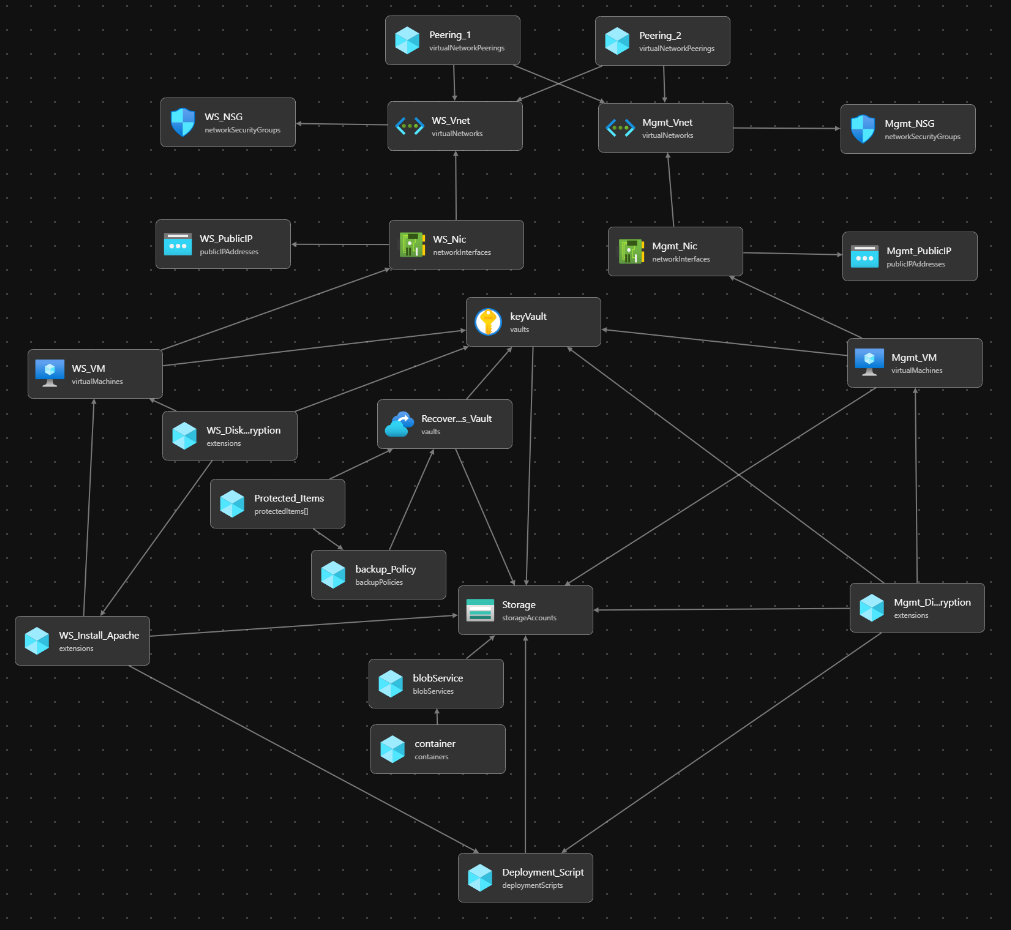 Peering_1
virtualNetworkPeerings
Peering_2
virtualNetworkPeerings
WS_NSG
networkSecurityGroups
WS_Vnet
virtualNetworks
Mgmt_Vnet
virtualNetworks
Mgmt_NSG
networkSecurityGroups
WS_PublicIP
publicIPAddresses
WS_Nic
networkInterfaces
Mgmt_Nic
networkInterfaces
Mgmt_PublicIP
publicIPAddresses
keyVault
vaults
WS_VM
virtualMachines
Mgmt_VM
virtualMachines
WS_Disk...ryption
extensions
Recover...s_Vault
vaults
Protected_Items
protectedItems[]
backup_Policy
backupPolicies
Storage
storageAccounts
Mgmt_Di...ryption
extensions
WS_Install_Apache
extensions
blobService
blobServices
container
containers
Deployment_Script
deploymentScripts